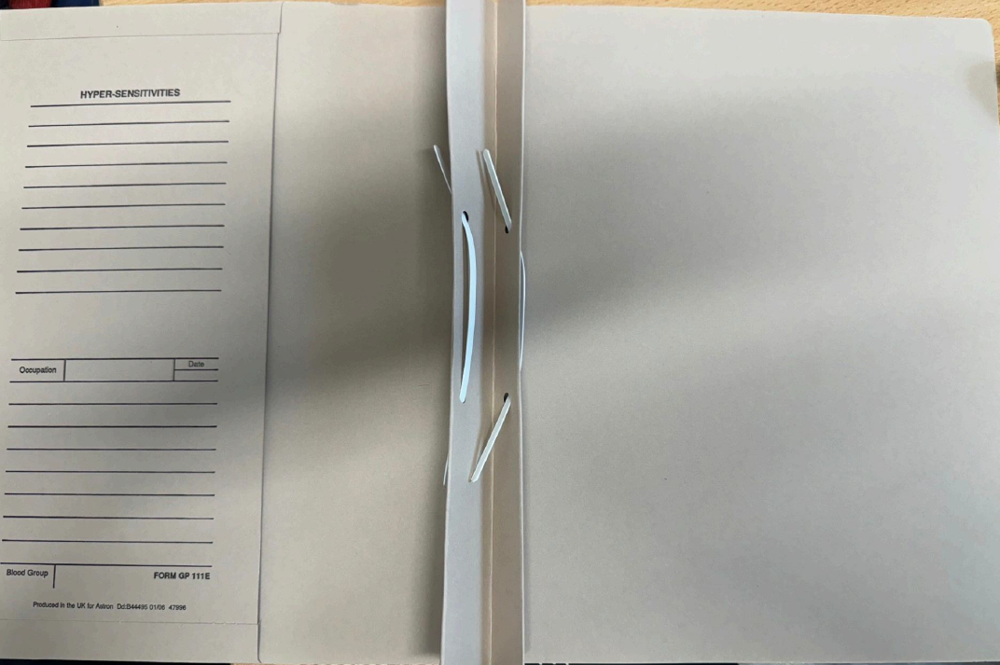 HYPER-SENSITIVITIES
Occupation
Date
Blood Group
FORM GP 111E
Produced in the UK for Astron Dd:B44495 01/06 47996